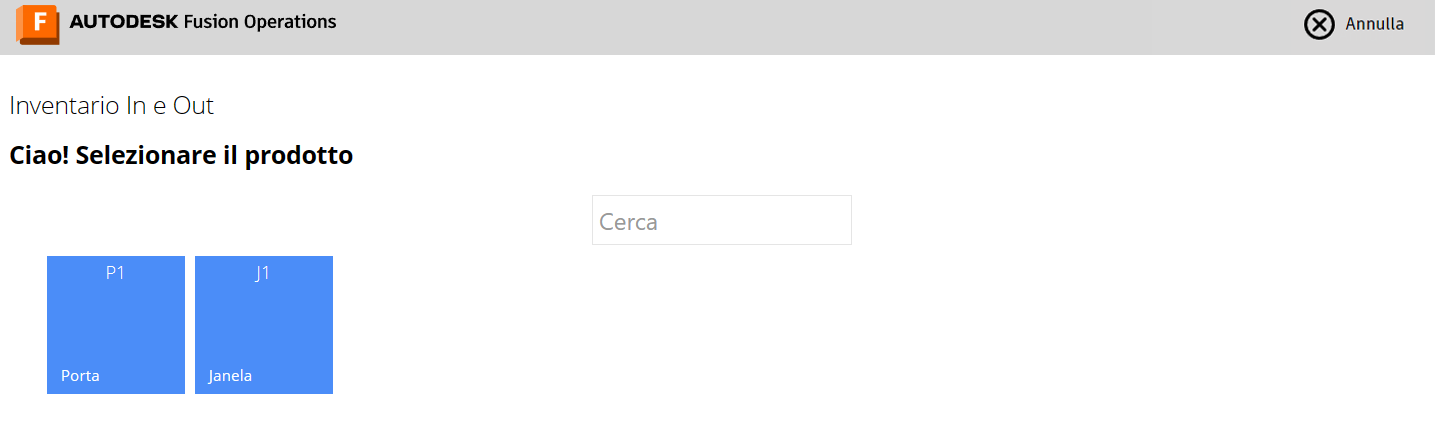 F AUTODESK Fusion Operations Annulla
Inventario In e Out
Ciao! Selezionare il prodotto
Cerca
P1
Porta
J1
Janela